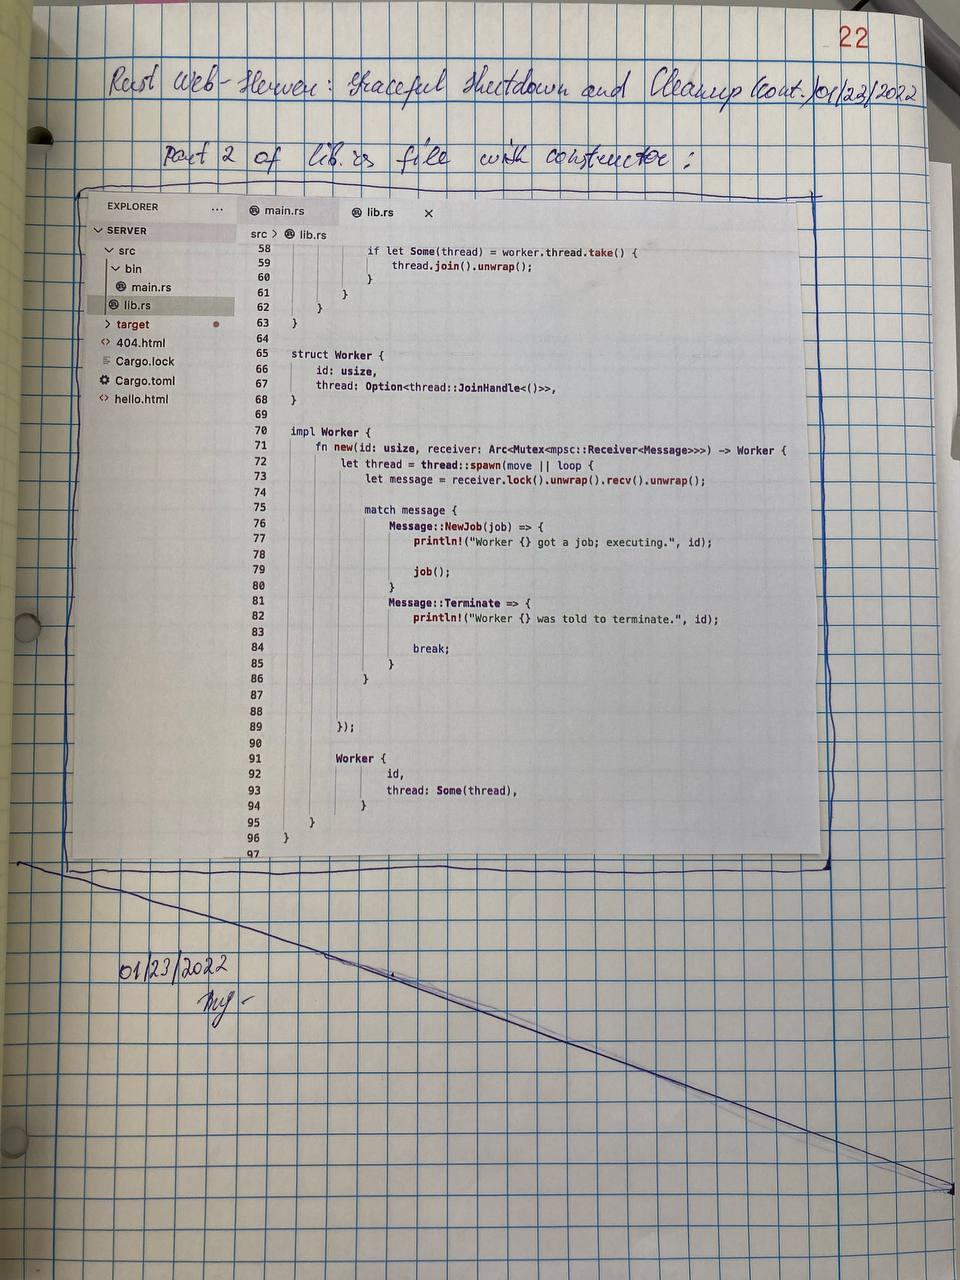 22
Rust Web-Server: Graceful Shutdown and Cleanup (cont.) 01/23/2022
Part 2 of lib.rs file with constructor:
EXPLORER ...
SERVER
src
bin
main.rs
lib.rs
target
404.html
Cargo.lock
Cargo.toml
hello.html
main.rs lib.rs ×
src > lib.rs
58 if let Some(thread) = worker.thread.take() {
59 thread.join().unwrap();
60 }
61 }
62 }
63 }
64
65 struct Worker {
66 id: usize,
67 thread: Option<thread::JoinHandle<()>>,
68 }
69
70 impl Worker {
71 fn new(id: usize, receiver: Arc<Mutex<mpsc::Receiver<Message>>>) -> Worker {
72 let thread = thread::spawn(move || loop {
73 let message = receiver.lock().unwrap().recv().unwrap();
74
75 match message {
76 Message::NewJob(job) => {
77 println!("Worker {} got a job; executing.", id);
78
79 job();
80 }
81 Message::Terminate => {
82 println!("Worker {} was told to terminate.", id);
83
84 break;
85 }
86 }
87
88
89 });
90
91 Worker {
92 id,
93 thread: Some(thread),
94 }
95 }
96 }
97
01/23/2022